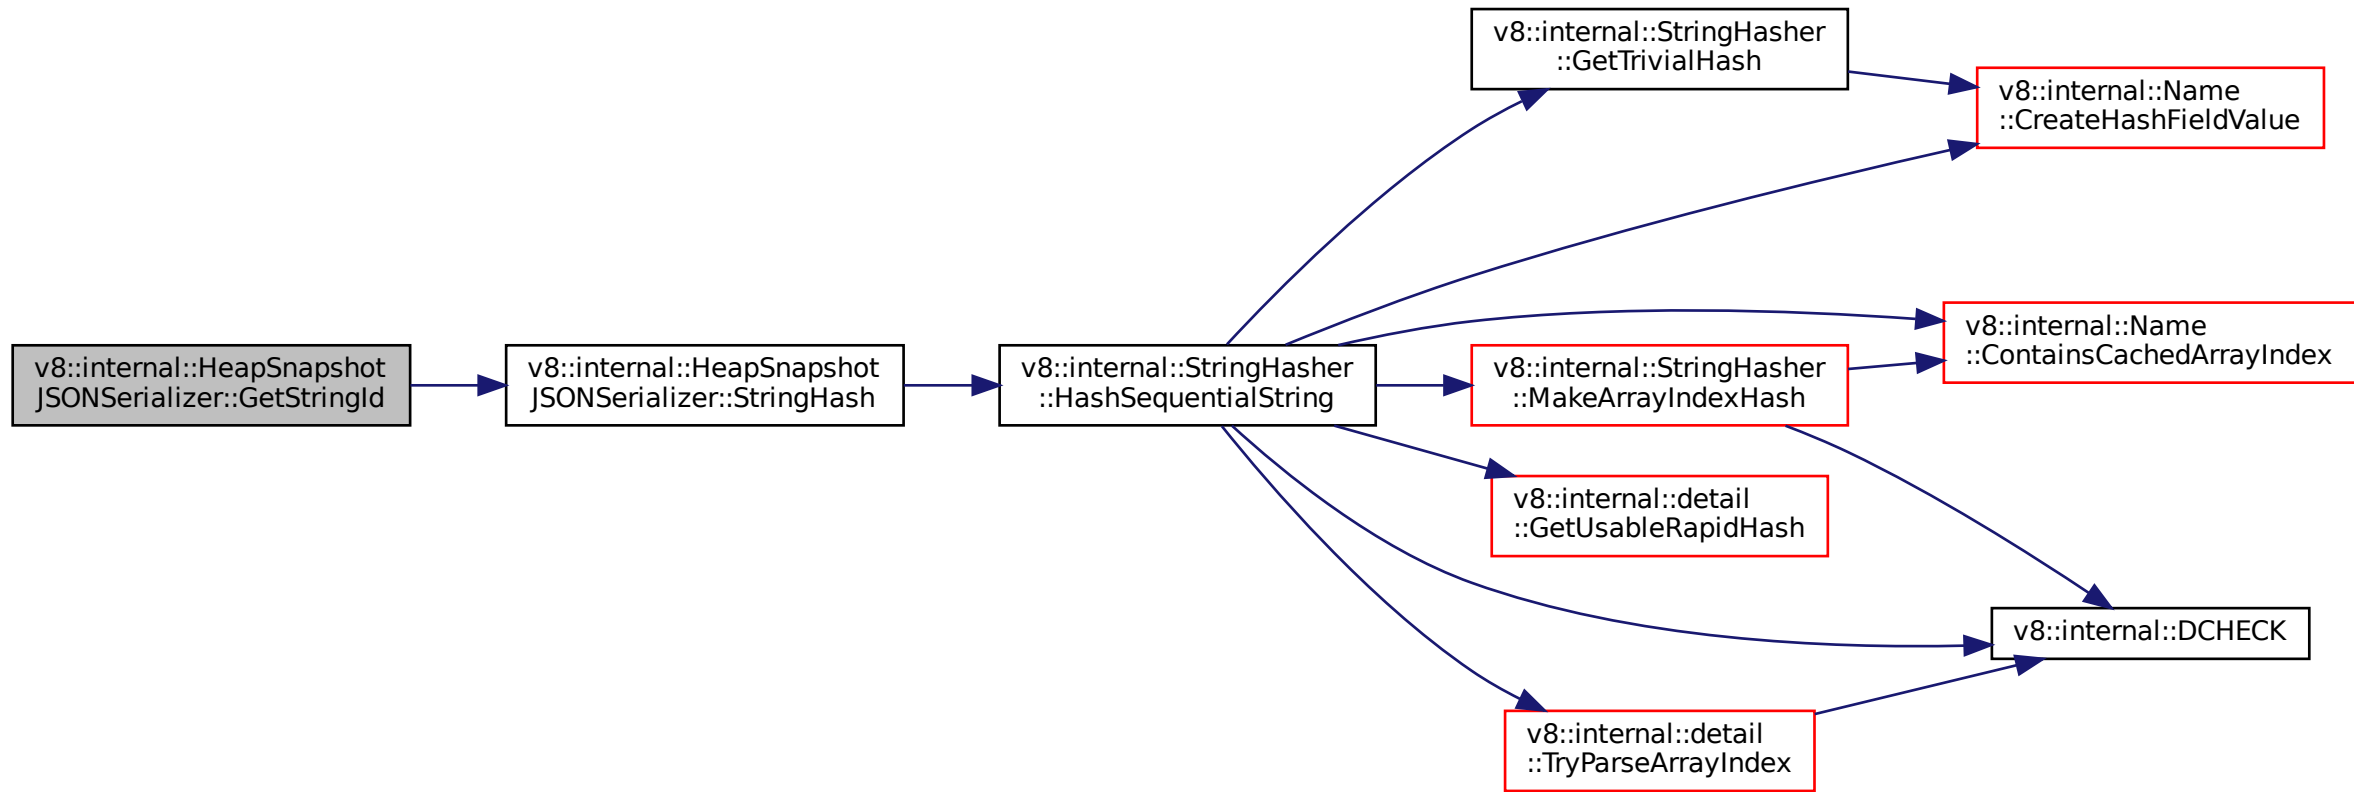 v8::internal::HeapSnapshot
JSONSerializer::GetStringId
v8::internal::HeapSnapshot
JSONSerializer::StringHash
v8::internal::StringHasher
::HashSequentialString
v8::internal::StringHasher
::GetTrivialHash
v8::internal::Name
::CreateHashFieldValue
v8::internal::Name
::ContainsCachedArrayIndex
v8::internal::StringHasher
::MakeArrayIndexHash
v8::internal::detail
::GetUsableRapidHash
v8::internal::DCHECK
v8::internal::detail
::TryParseArrayIndex